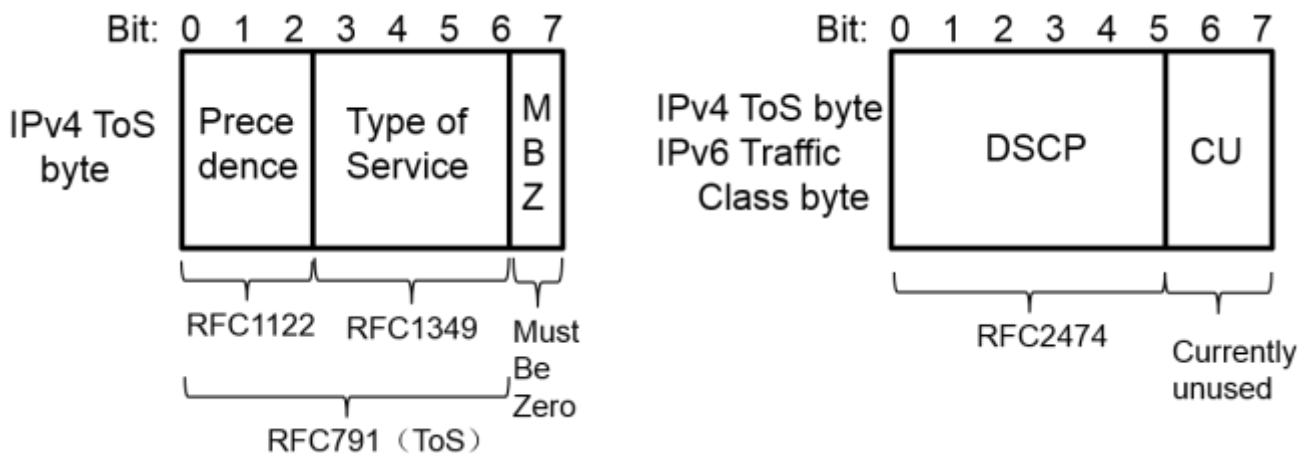 Bit: 0 1 2 3 4 5 6 7
IPv4 ToS
byte
Prece
dence
Type of
Service
M
B
Z
RFC1122
RFC1349
Must
Be
Zero
RFC791（ToS）
Bit: 0 1 2 3 4 5 6 7
IPv4 ToS byte
IPv6 Traffic
Class byte
DSCP
CU
RFC2474
Currently
unused